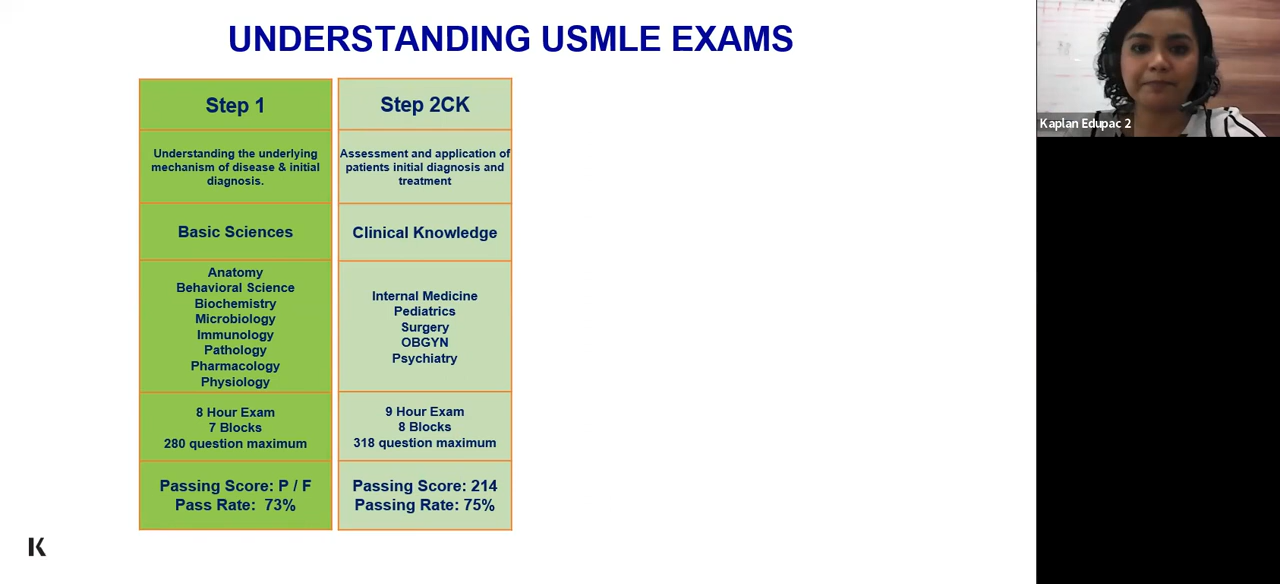 UNDERSTANDING USMLE EXAMS
Step 1
Understanding the underlying
mechanism of disease & initial
diagnosis.
Basic Sciences
Anatomy
Behavioral Science
Biochemistry
Microbiology
Immunology
Pathology
Pharmacology
Physiology
8 Hour Exam
7 Blocks
280 question maximum
Passing Score: P / F
Pass Rate: 73%
Step 2CK
Assessment and application of
patients initial diagnosis and
treatment
Clinical Knowledge
Internal Medicine
Pediatrics
Surgery
OBGYN
Psychiatry
9 Hour Exam
8 Blocks
318 question maximum
Passing Score: 214
Passing Rate: 75%
K
Kaplan Edupac 2